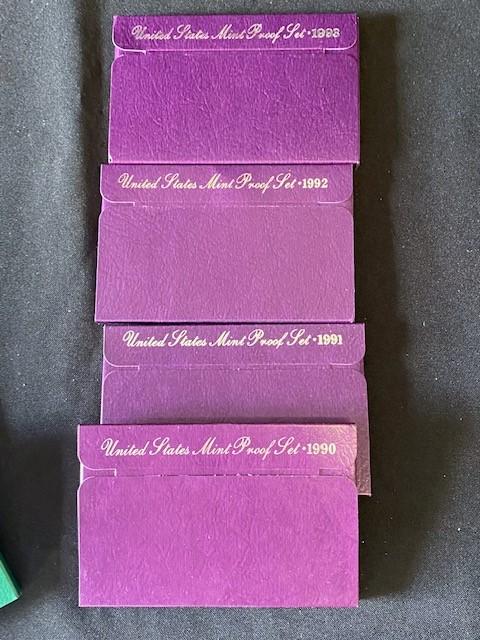 United States Mint Proof Set · 1993
United States Mint Proof Set · 1992
United States Mint Proof Set · 1991
United States Mint Proof Set · 1990